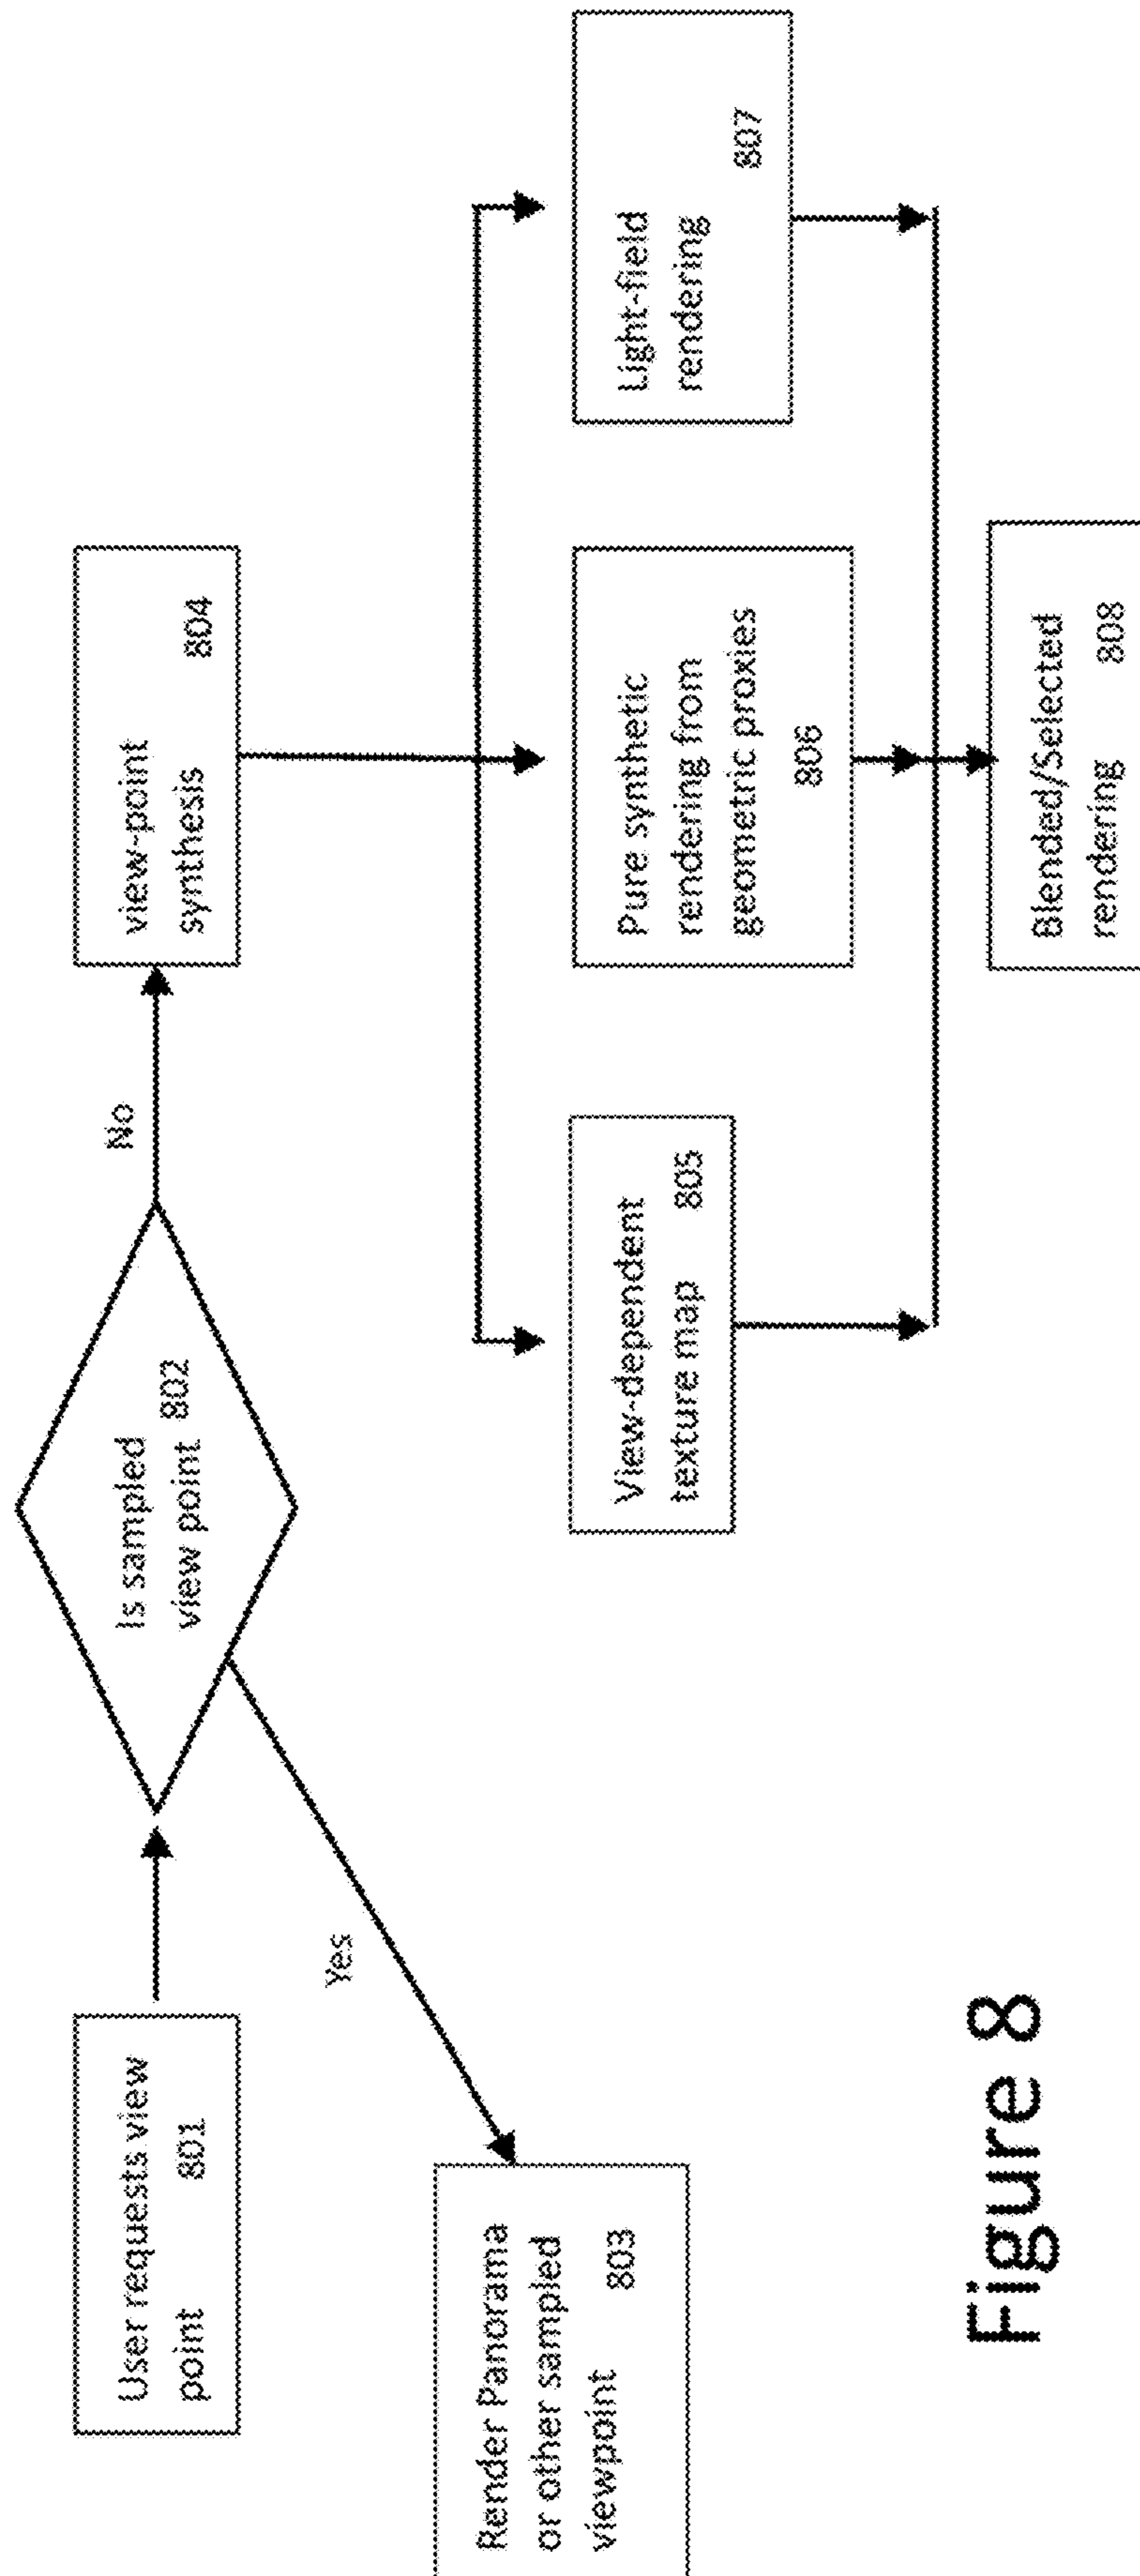 User requests view
point 801
Is sampled
view point 802
No
Yes
Render Panorama
or other sampled
viewpoint 803
view-point
synthesis 804
View-dependent
texture map 805
Pure synthetic
rendering from
geometric proxies
806
Light-field
rendering
807
Blended/Selected
rendering 808
Figure 8